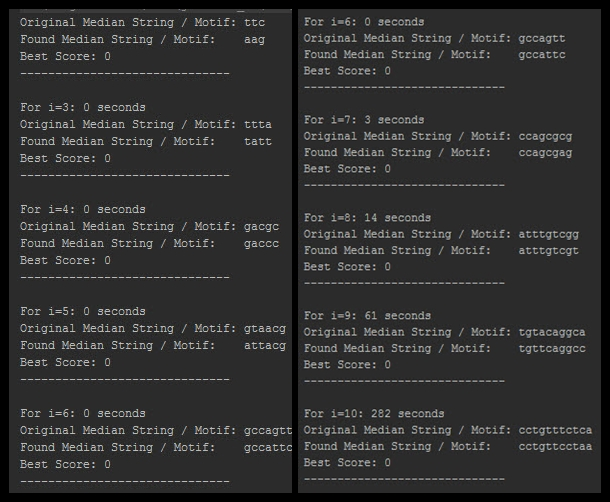 Original Median String / Motif: ttc
Found Median String / Motif:    aag
Best Score: 0
------------------------------
For i=3: 0 seconds
Original Median String / Motif: ttta
Found Median String / Motif:    tatt
Best Score: 0
------------------------------
For i=4: 0 seconds
Original Median String / Motif: gacgc
Found Median String / Motif:    gaccc
Best Score: 0
------------------------------
For i=5: 0 seconds
Original Median String / Motif: gtaacg
Found Median String / Motif:    attacg
Best Score: 0
------------------------------
For i=6: 0 seconds
Original Median String / Motif: gccagtt
Found Median String / Motif:    gccattc
Best Score: 0
------------------------------
For i=6: 0 seconds
Original Median String / Motif: gccagtt
Found Median String / Motif:    gccattc
Best Score: 0
------------------------------
For i=7: 3 seconds
Original Median String / Motif: ccagcgcg
Found Median String / Motif:    ccagcgag
Best Score: 0
------------------------------
For i=8: 14 seconds
Original Median String / Motif: atttgtcgg
Found Median String / Motif:    atttgtcgt
Best Score: 0
------------------------------
For i=9: 61 seconds
Original Median String / Motif: tgtacaggca
Found Median String / Motif:    tgttcaggcc
Best Score: 0
------------------------------
For i=10: 282 seconds
Original Median String / Motif: cctgtttctca
Found Median String / Motif:    cctgttcctaa
Best Score: 0
------------------------------